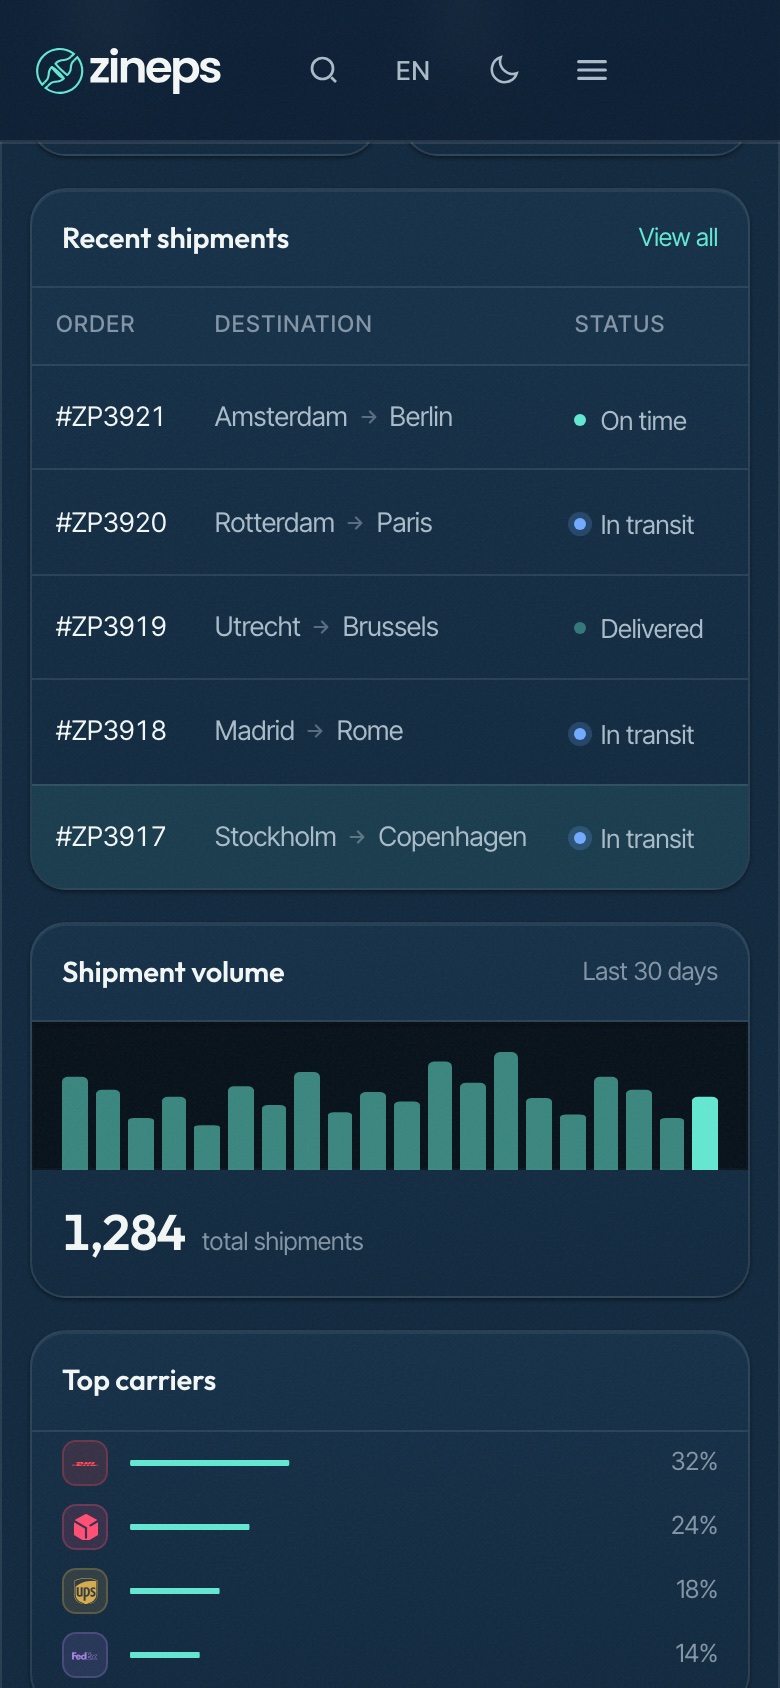 zineps
EN
Recent shipments View all
ORDER DESTINATION STATUS
#ZP3921 Amsterdam → Berlin On time
#ZP3920 Rotterdam → Paris In transit
#ZP3919 Utrecht → Brussels Delivered
#ZP3918 Madrid → Rome In transit
#ZP3917 Stockholm → Copenhagen In transit
Shipment volume Last 30 days
1,284 total shipments
Top carriers
32%
24%
ups 18%
FedEx 14%